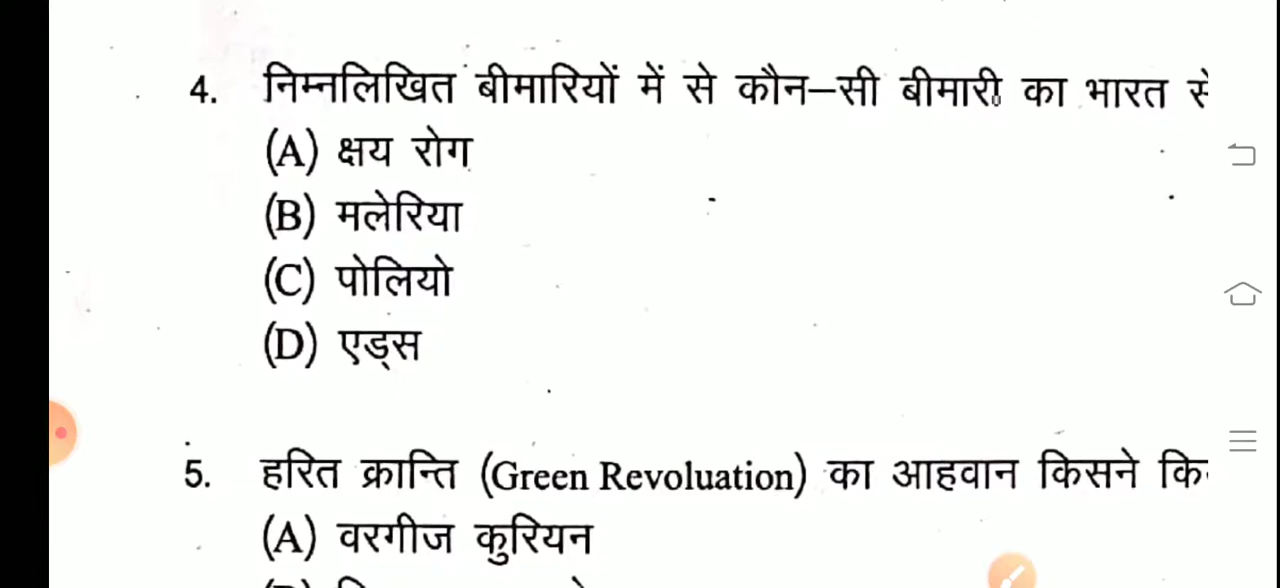 4. निम्नलिखित बीमारियों में से कौन–सी बीमारी का भारत से
(A) क्षय रोग
(B) मलेरिया
(C) पोलियो
(D) एड्स
5. हरित क्रान्ति (Green Revoluation) का आहवान किसने
(A) वरगीज कुरियन